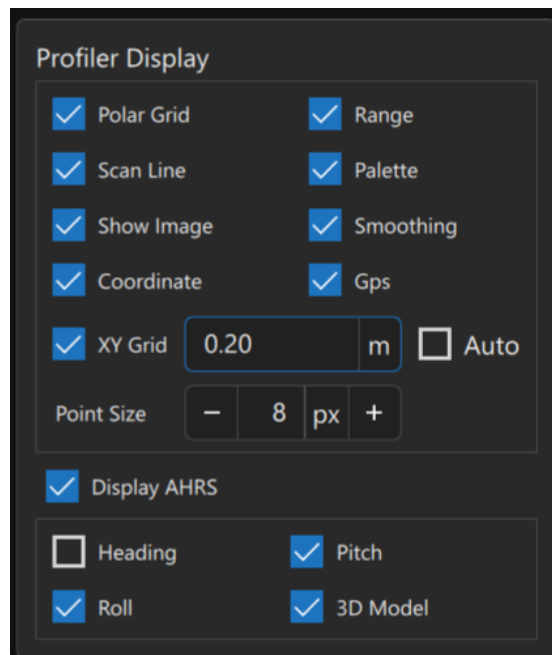 Profiler Display
Polar Grid Range
Scan Line Palette
Show Image Smoothing
Coordinate Gps
XY Grid 0.20 m Auto
Point Size − 8 px +
Display AHRS
Heading Pitch
Roll 3D Model